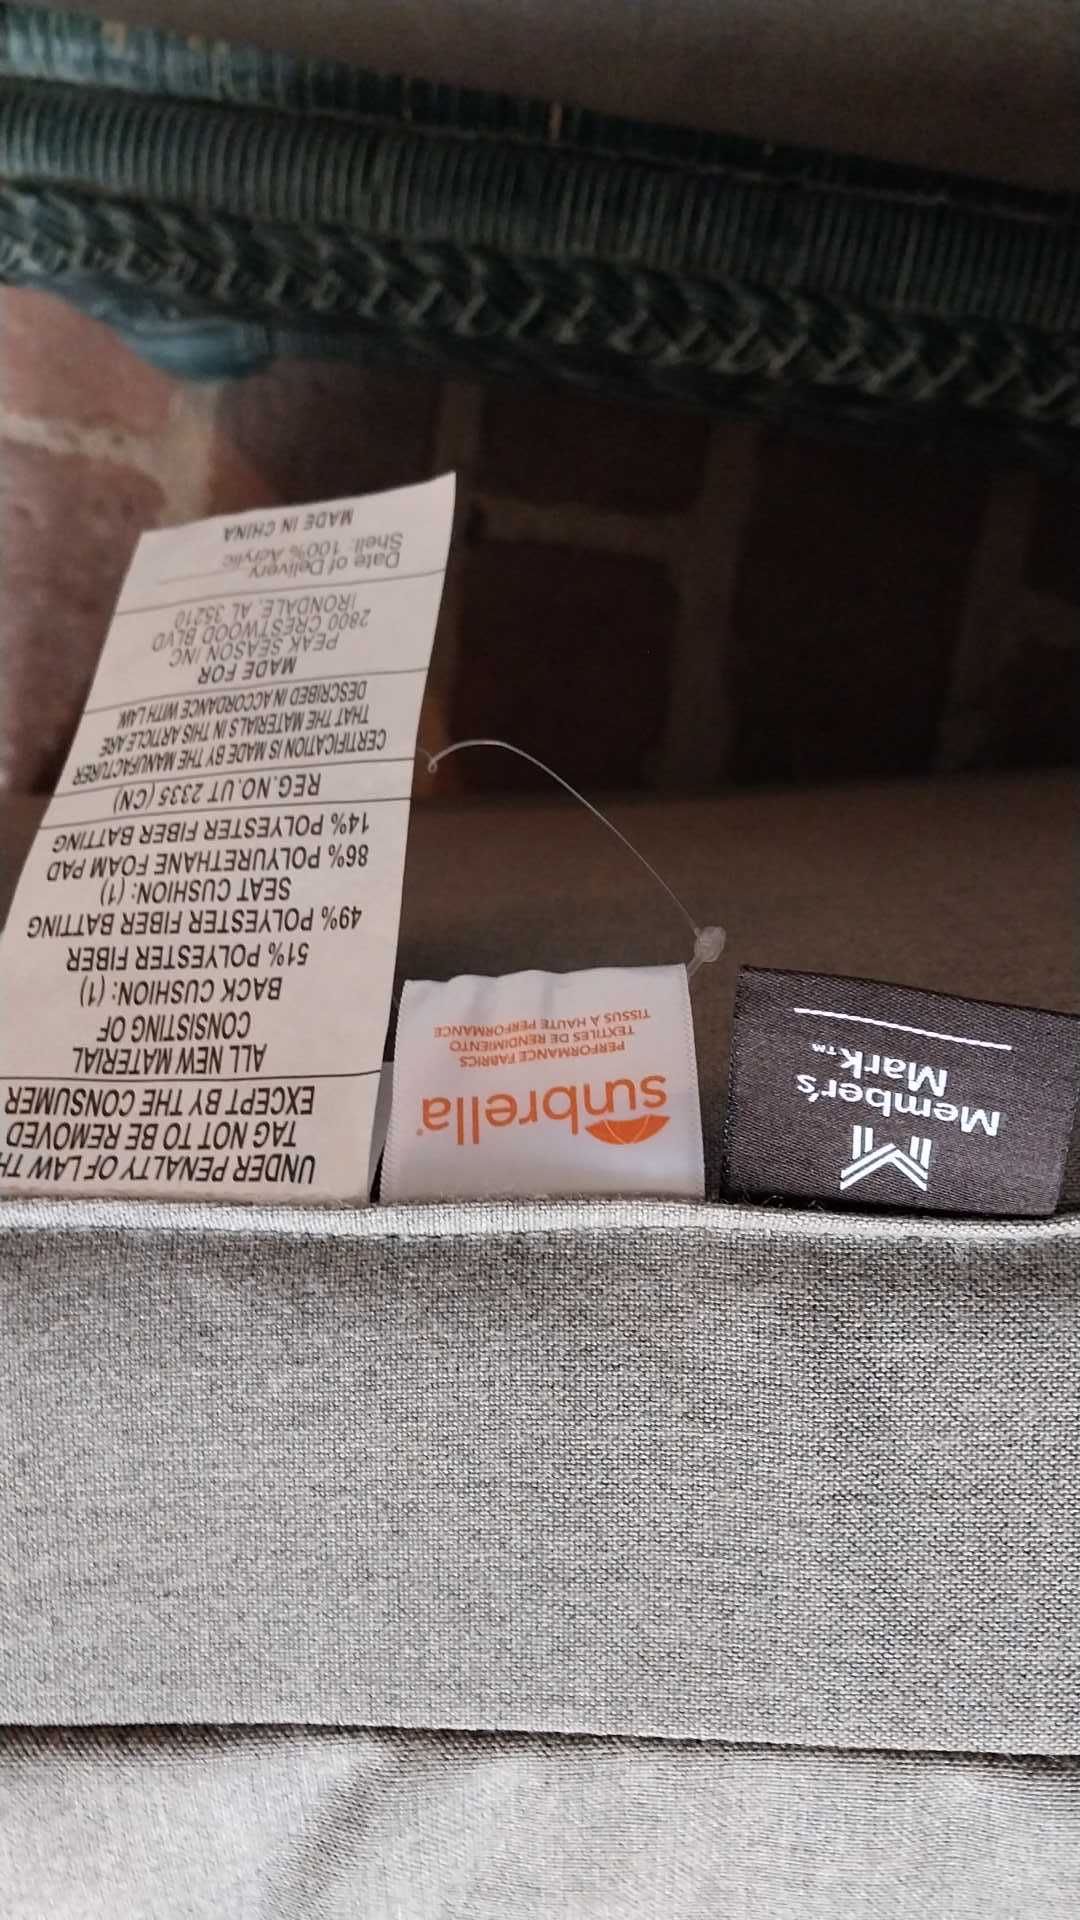 UNDER PENALTY OF LAW
TAG NOT TO BE REMOVED
EXCEPT BY THE CONSUMER
ALL NEW MATERIAL
CONSISTING OF
BACK CUSHION: (1)
51% POLYESTER FIBER
49% POLYESTER FIBER BATTING
SEAT CUSHION: (1)
86% POLYURETHANE FOAM PAD
14% POLYESTER FIBER BATTING
REG.NO.UT 2335 (CN)
CERTIFICATION IS MADE BY THE MANUFACTURER
THAT THE MATERIALS IN THIS ARTICLE ARE
DESCRIBED IN ACCORDANCE WITH LAW.
MADE FOR
PEAK SEASON INC
2800 CRESTWOOD BLVD
IRONDALE, AL 35210
Date of Delivery
Shell: 100% Acrylic
MADE IN CHINA
sunbrella®
PERFORMANCE FABRICS
TEXTILES DE RENDIMIENTO
TISSUS À HAUTE PERFORMANCE
M
Member's
Mark™